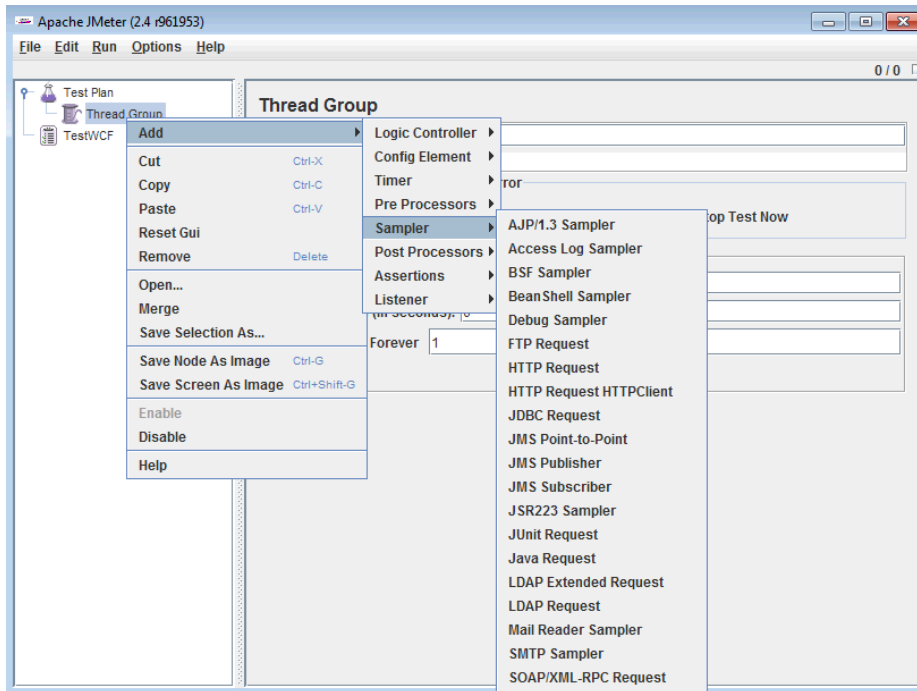 Apache JMeter (2.4 r961953)
File Edit Run Options Help
0 / 0
Test Plan
Thread Group
TestWCF
Thread Group
Add
Cut Ctrl-X
Copy Ctrl-C
Paste Ctrl-V
Reset Gui
Remove Delete
Open...
Merge
Save Selection As...
Save Node As Image Ctrl-G
Save Screen As Image Ctrl+Shift-G
Enable
Disable
Help
Logic Controller
Config Element
Timer
Pre Processors
Sampler
Post Processors
Assertions
Listener
ror
op Test Now
(in seconds):
Forever 1
AJP/1.3 Sampler
Access Log Sampler
BSF Sampler
BeanShell Sampler
Debug Sampler
FTP Request
HTTP Request
HTTP Request HTTPClient
JDBC Request
JMS Point-to-Point
JMS Publisher
JMS Subscriber
JSR223 Sampler
JUnit Request
Java Request
LDAP Extended Request
LDAP Request
Mail Reader Sampler
SMTP Sampler
SOAP/XML-RPC Request